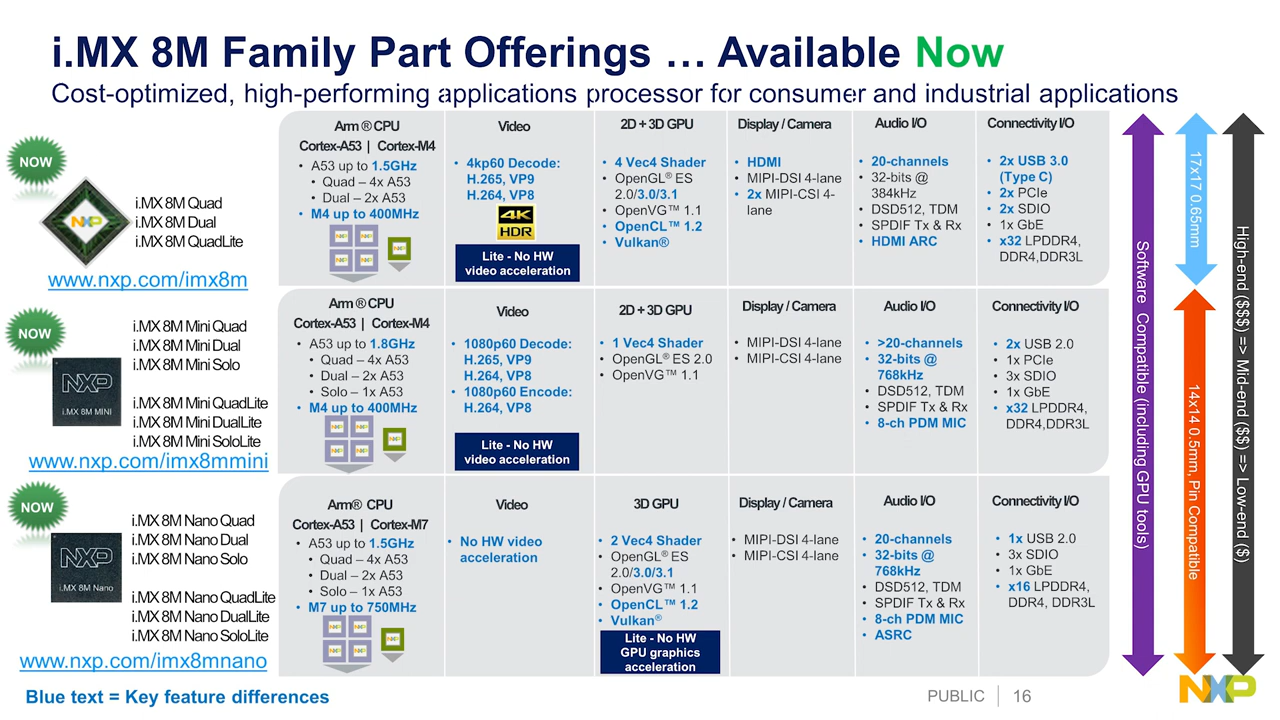 i.MX 8M Family Part Offerings … Available Now
Cost-optimized, high-performing applications processor for consumer and industrial applications
NOW
NXP
i.MX 8M Quad
i.MX 8M Dual
i.MX 8M QuadLite
www.nxp.com/imx8m
Arm ® CPU
Cortex-A53 | Cortex-M4
• A53 up to 1.5GHz
• Quad – 4x A53
• Dual – 2x A53
• M4 up to 400MHz
Video
• 4kp60 Decode:
H.265, VP9
H.264, VP8
4K
HDR
Lite - No HW
video acceleration
2D + 3D GPU
• 4 Vec4 Shader
• OpenGL® ES
2.0/3.0/3.1
• OpenVG™ 1.1
• OpenCL™ 1.2
• Vulkan®
Display / Camera
• HDMI
• MIPI-DSI 4-lane
• 2x MIPI-CSI 4-
lane
Audio I/O
• 20-channels
• 32-bits @
384kHz
• DSD512, TDM
• SPDIF Tx & Rx
• HDMI ARC
Connectivity I/O
• 2x USB 3.0
(Type C)
• 2x PCIe
• 2x SDIO
• 1x GbE
• x32 LPDDR4,
DDR4,DDR3L
NOW
NXP
i.MX 8M MINI
i.MX 8M Mini Quad
i.MX 8M Mini Dual
i.MX 8M Mini Solo
i.MX 8M Mini QuadLite
i.MX 8M Mini DualLite
i.MX 8M Mini SoloLite
www.nxp.com/imx8mmini
Arm ® CPU
Cortex-A53 | Cortex-M4
• A53 up to 1.8GHz
• Quad – 4x A53
• Dual – 2x A53
• Solo – 1x A53
• M4 up to 400MHz
Video
• 1080p60 Decode:
H.265, VP9
H.264, VP8
• 1080p60 Encode:
H.264, VP8
Lite - No HW
video acceleration
2D + 3D GPU
• 1 Vec4 Shader
• OpenGL® ES 2.0
• OpenVG™ 1.1
Display / Camera
• MIPI-DSI 4-lane
• MIPI-CSI 4-lane
Audio I/O
• >20-channels
• 32-bits @
768kHz
• DSD512, TDM
• SPDIF Tx & Rx
• 8-ch PDM MIC
Connectivity I/O
• 2x USB 2.0
• 1x PCIe
• 3x SDIO
• 1x GbE
• x32 LPDDR4,
DDR4,DDR3L
NOW
NXP
i.MX 8M Nano
i.MX 8M Nano Quad
i.MX 8M Nano Dual
i.MX 8M Nano Solo
i.MX 8M Nano QuadLite
i.MX 8M Nano DualLite
i.MX 8M Nano SoloLite
www.nxp.com/imx8mnano
Arm® CPU
Cortex-A53 | Cortex-M7
• A53 up to 1.5GHz
• Quad – 4x A53
• Dual – 2x A53
• Solo – 1x A53
• M7 up to 750MHz
Video
• No HW video
acceleration
3D GPU
• 2 Vec4 Shader
• OpenGL® ES
2.0/3.0/3.1
• OpenVG™ 1.1
• OpenCL™ 1.2
• Vulkan®
Lite - No HW
GPU graphics
acceleration
Display / Camera
• MIPI-DSI 4-lane
• MIPI-CSI 4-lane
Audio I/O
• 20-channels
• 32-bits @
768kHz
• DSD512, TDM
• SPDIF Tx & Rx
• 8-ch PDM MIC
• ASRC
Connectivity I/O
• 1x USB 2.0
• 3x SDIO
• 1x GbE
• x16 LPDDR4,
DDR4, DDR3L
Software Compatible (including GPU tools)
17x17 0.65mm
14x14 0.5mm, Pin Compatible
High-end ($$$) => Mid-end ($$) => Low-end ($)
Blue text = Key feature differences
PUBLIC | 16
NXP